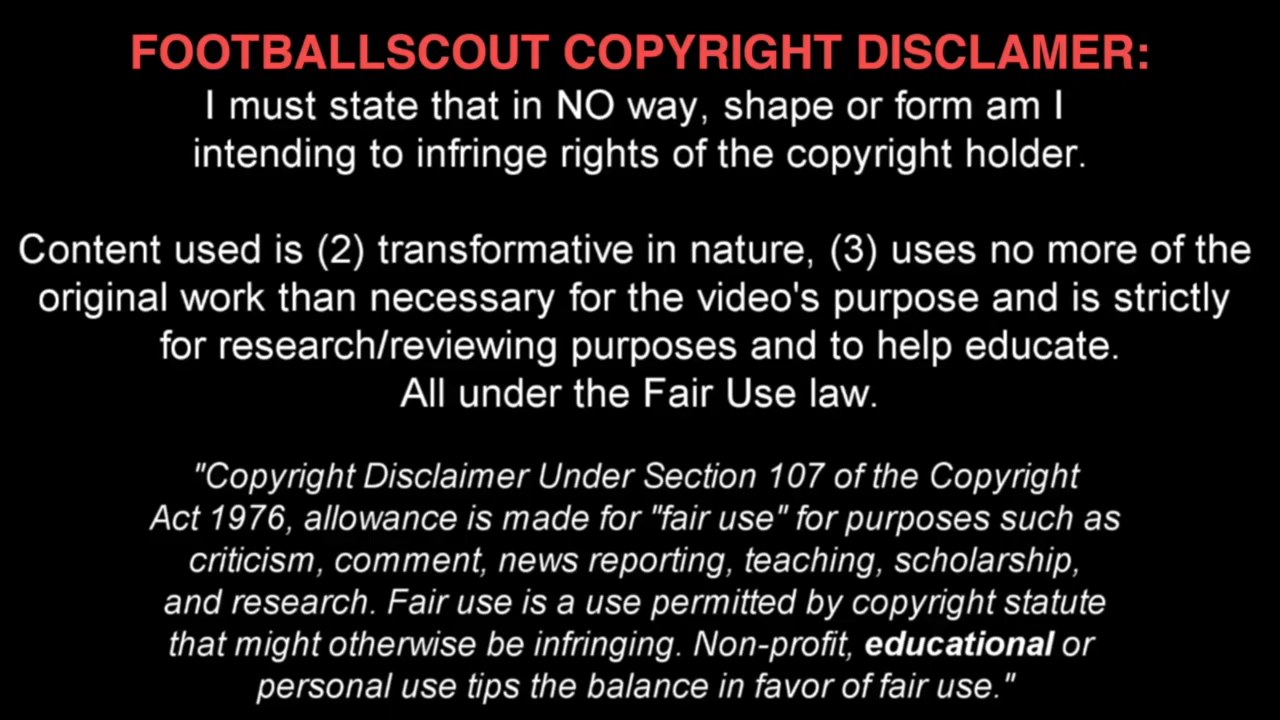 FOOTBALLSCOUT COPYRIGHT DISCLAMER:
I must state that in NO way, shape or form am I
intending to infringe rights of the copyright holder.
Content used is (2) transformative in nature, (3) uses no more of the
original work than necessary for the video's purpose and is strictly
for research/reviewing purposes and to help educate.
All under the Fair Use law.
"Copyright Disclaimer Under Section 107 of the Copyright
Act 1976, allowance is made for "fair use" for purposes such as
criticism, comment, news reporting, teaching, scholarship,
and research. Fair use is a use permitted by copyright statute
that might otherwise be infringing. Non-profit, educational or
personal use tips the balance in favor of fair use."